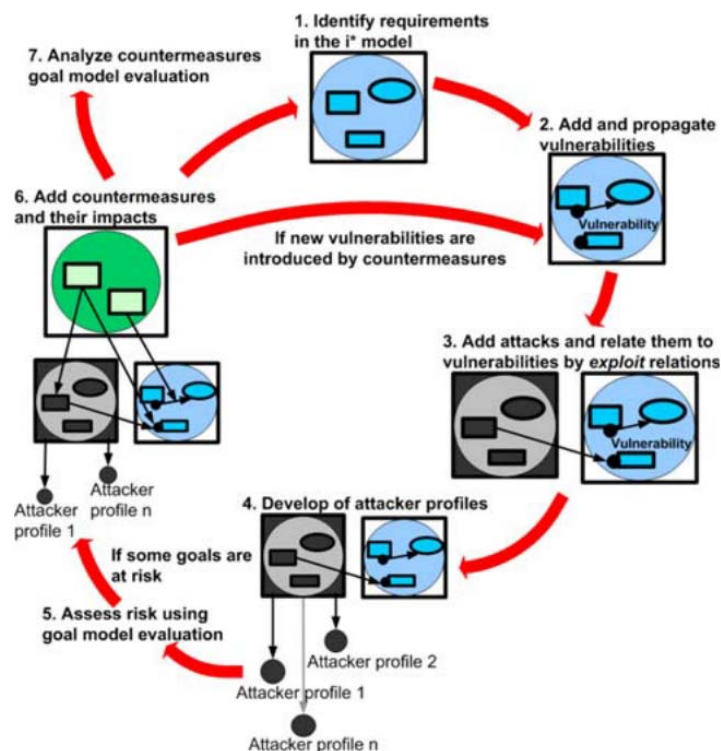 1. Identify requirements
in the i* model
7. Analyze countermeasures
goal model evaluation
2. Add and propagate
vulnerabilities
Vulnerability
6. Add countermeasures
and their impacts
If new vulnerabilities are
introduced by countermeasures
3. Add attacks and relate them to
vulnerabilities by exploit relations
Vulnerability
Attacker
profile n
Attacker
profile 1
4. Develop of attacker profiles
If some goals are
at risk
5. Assess risk using
goal model evaluation
Attacker profile 2
Attacker profile 1
Attacker profile n